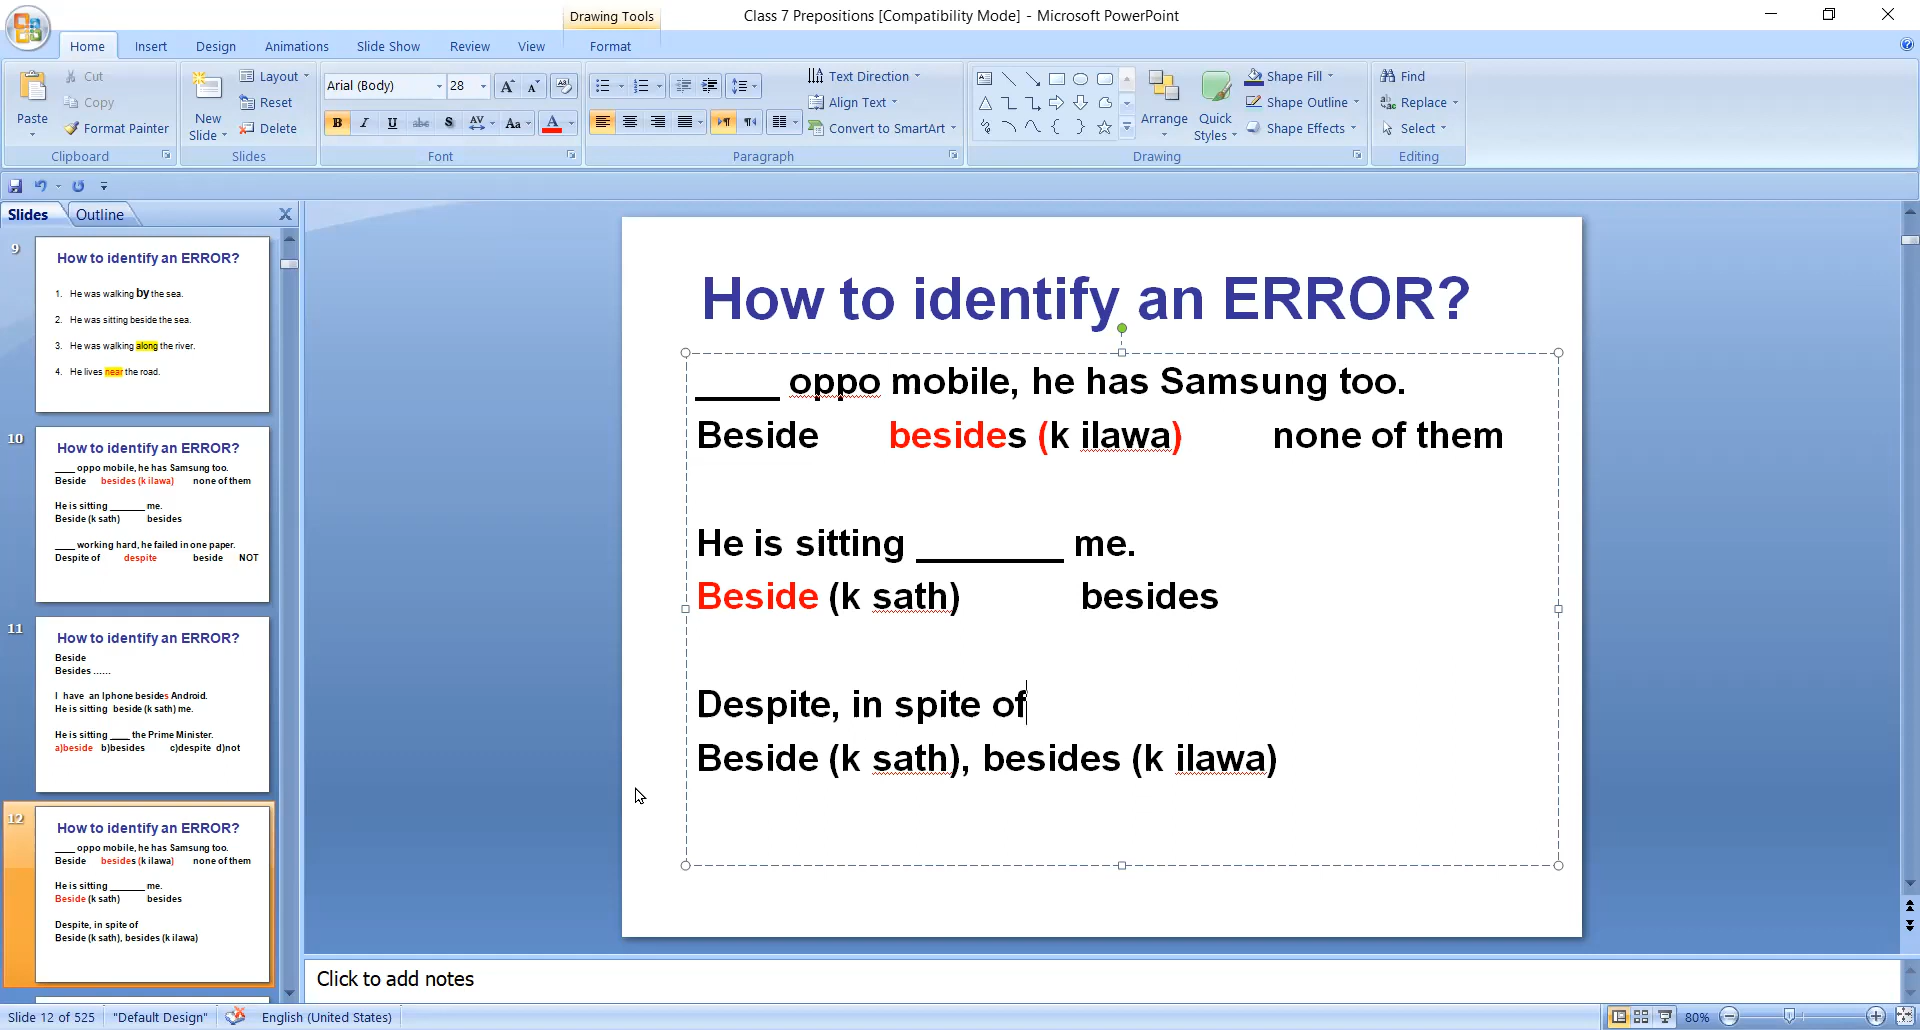 Drawing Tools
Class 7 Prepositions [Compatibility Mode] - Microsoft PowerPoint
Home Insert Design Animations Slide Show Review View Format
Paste
Cut
Copy
Format Painter
Clipboard
New Slide
Layout
Reset
Delete
Slides
Arial (Body) 28
B I U abc S AV Aa A
Font
Text Direction
Align Text
Convert to SmartArt
Paragraph
Arrange
Quick Styles
Shape Fill
Shape Outline
Shape Effects
Drawing
Find
Replace
Select
Editing
Slides Outline
9
How to identify an ERROR?
1. He was walking by the sea.
2. He was sitting beside the sea.
3. He was walking along the river.
4. He lives near the road.
10
How to identify an ERROR?
____ oppo mobile, he has Samsung too.
Beside besides (k ilawa) none of them
He is sitting _______ me.
Beside (k sath) besides
____ working hard, he failed in one paper.
Despite of despite beside NOT
11
How to identify an ERROR?
Beside
Besides ......
I have an Iphone besides Android.
He is sitting beside (k sath) me.
He is sitting ____ the Prime Minister.
a)beside b)besides c)despite d)not
12
How to identify an ERROR?
____ oppo mobile, he has Samsung too.
Beside besides (k ilawa) none of them
He is sitting _______ me.
Beside (k sath) besides
Despite, in spite of
Beside (k sath), besides (k ilawa)
How to identify an ERROR?
____ oppo mobile, he has Samsung too.
Beside besides (k ilawa) none of them
He is sitting _______ me.
Beside (k sath) besides
Despite, in spite of
Beside (k sath), besides (k ilawa)
Click to add notes
Slide 12 of 525 "Default Design" English (United States) 80%